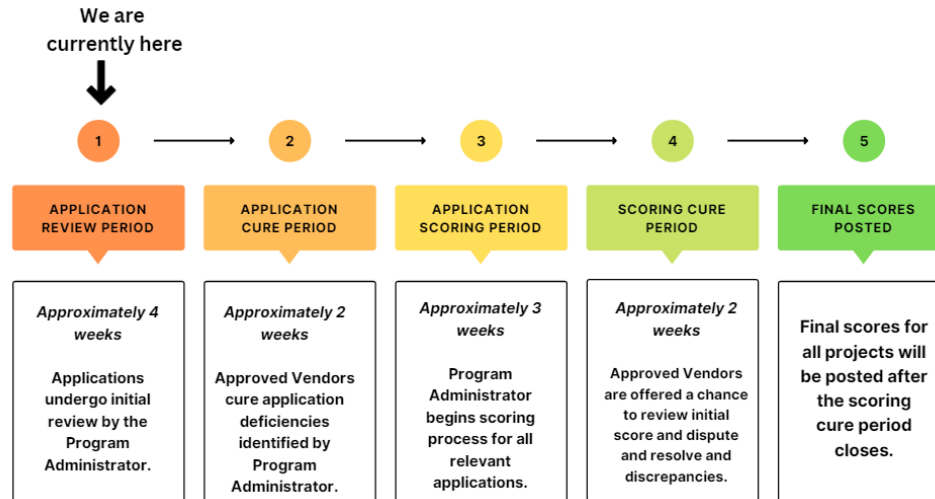 We are
currently here
1
2
3
4
5
APPLICATION
REVIEW PERIOD
APPLICATION
CURE PERIOD
APPLICATION
SCORING PERIOD
SCORING CURE
PERIOD
FINAL SCORES
POSTED
Approximately 4
weeks
Applications
undergo initial
review by the
Program
Administrator.
Approximately 2
weeks
Approved Vendors
cure application
deficiencies
identified by
Program
Administrator.
Approximately 3
weeks
Program
Administrator
begins scoring
process for all
relevant
applications.
Approximately 2
weeks
Approved Vendors
are offered a chance
to review initial
score and dispute
and resolve and
discrepancies.
Final scores for
all projects will
be posted after
the scoring
cure period
closes.